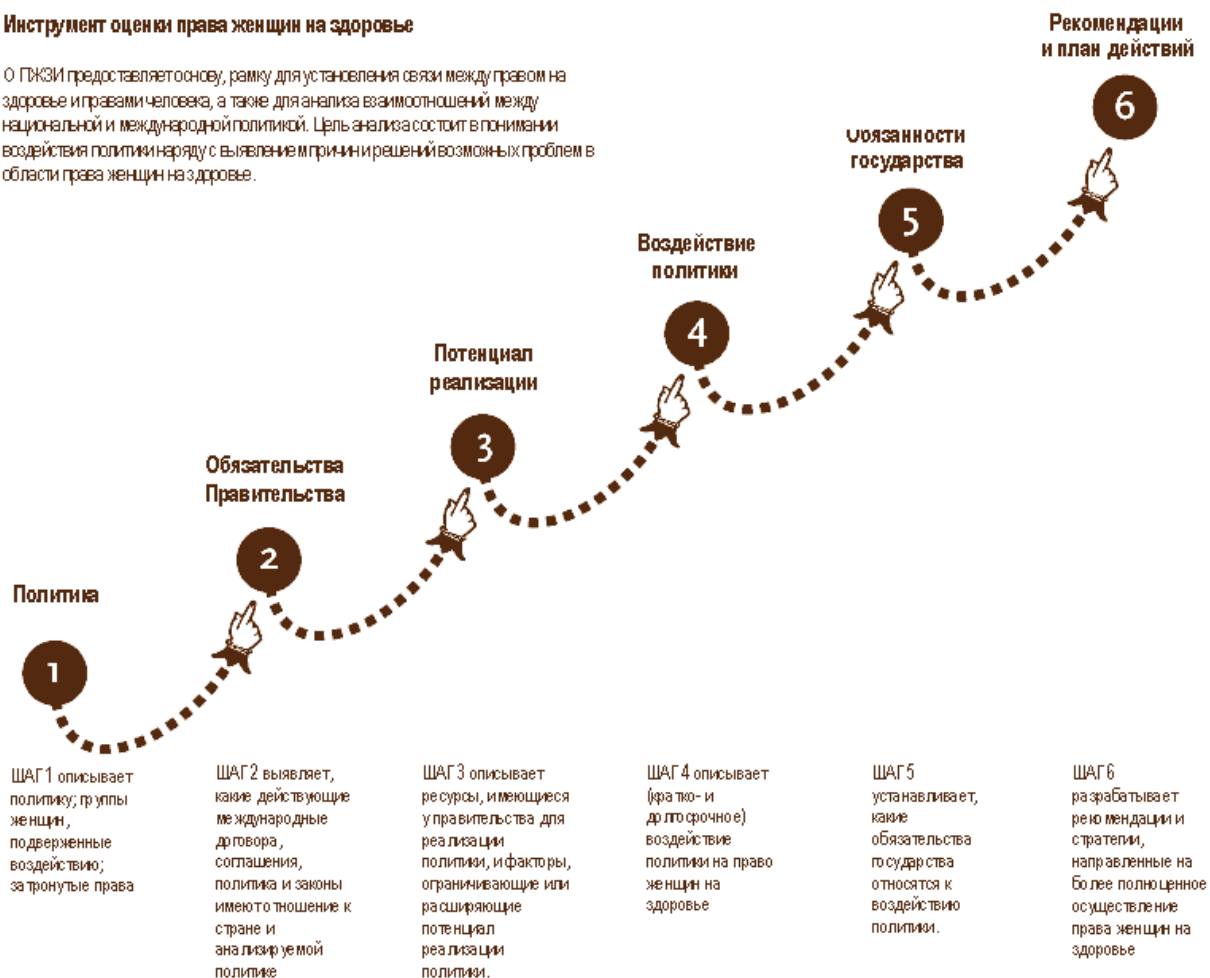 Инструмент оценки права женщин на здоровье
О ПЖЗИ предоставляет основу, рамку для установления связи между правом на
здоровье и правами человека, а также для анализа взаимоотношений между
национальной и международной политикой. Цель анализа состоит в понимании
воздействия политики наряду с выявлением причин и решений возможных проблем в
области права женщин на здоровье.
Рекомендации
и план действий
6
Обязанности
государства
5
Воздействие
политики
4
Потенциал
реализации
3
Обязательства
Правительства
2
Политика
1
ШАГ 1 описывает
политику; группы
женщин,
подверженные
воздействию;
затронутые права
ШАГ 2 выявляет,
какие действующие
международные
договора,
соглашения,
политика и законы
имеют отношение к
стране и
анализируемой
политике
ШАГ 3 описывает
ресурсы, имеющиеся
у правительства для
реализации
политики, и факторы,
ограничивающие или
расширяющие
потенциал
реализации
политики.
ШАГ 4 описывает
(кратко- и
долгосрочное)
воздействие
политики на право
женщин на
здоровье
ШАГ 5
устанавливает,
какие
обязательства
государства
относятся к
воздействию
политики.
ШАГ 6
разрабатывает
рекомендации и
стратегии,
направленные на
более полноценное
осуществление
права женщин на
здоровье